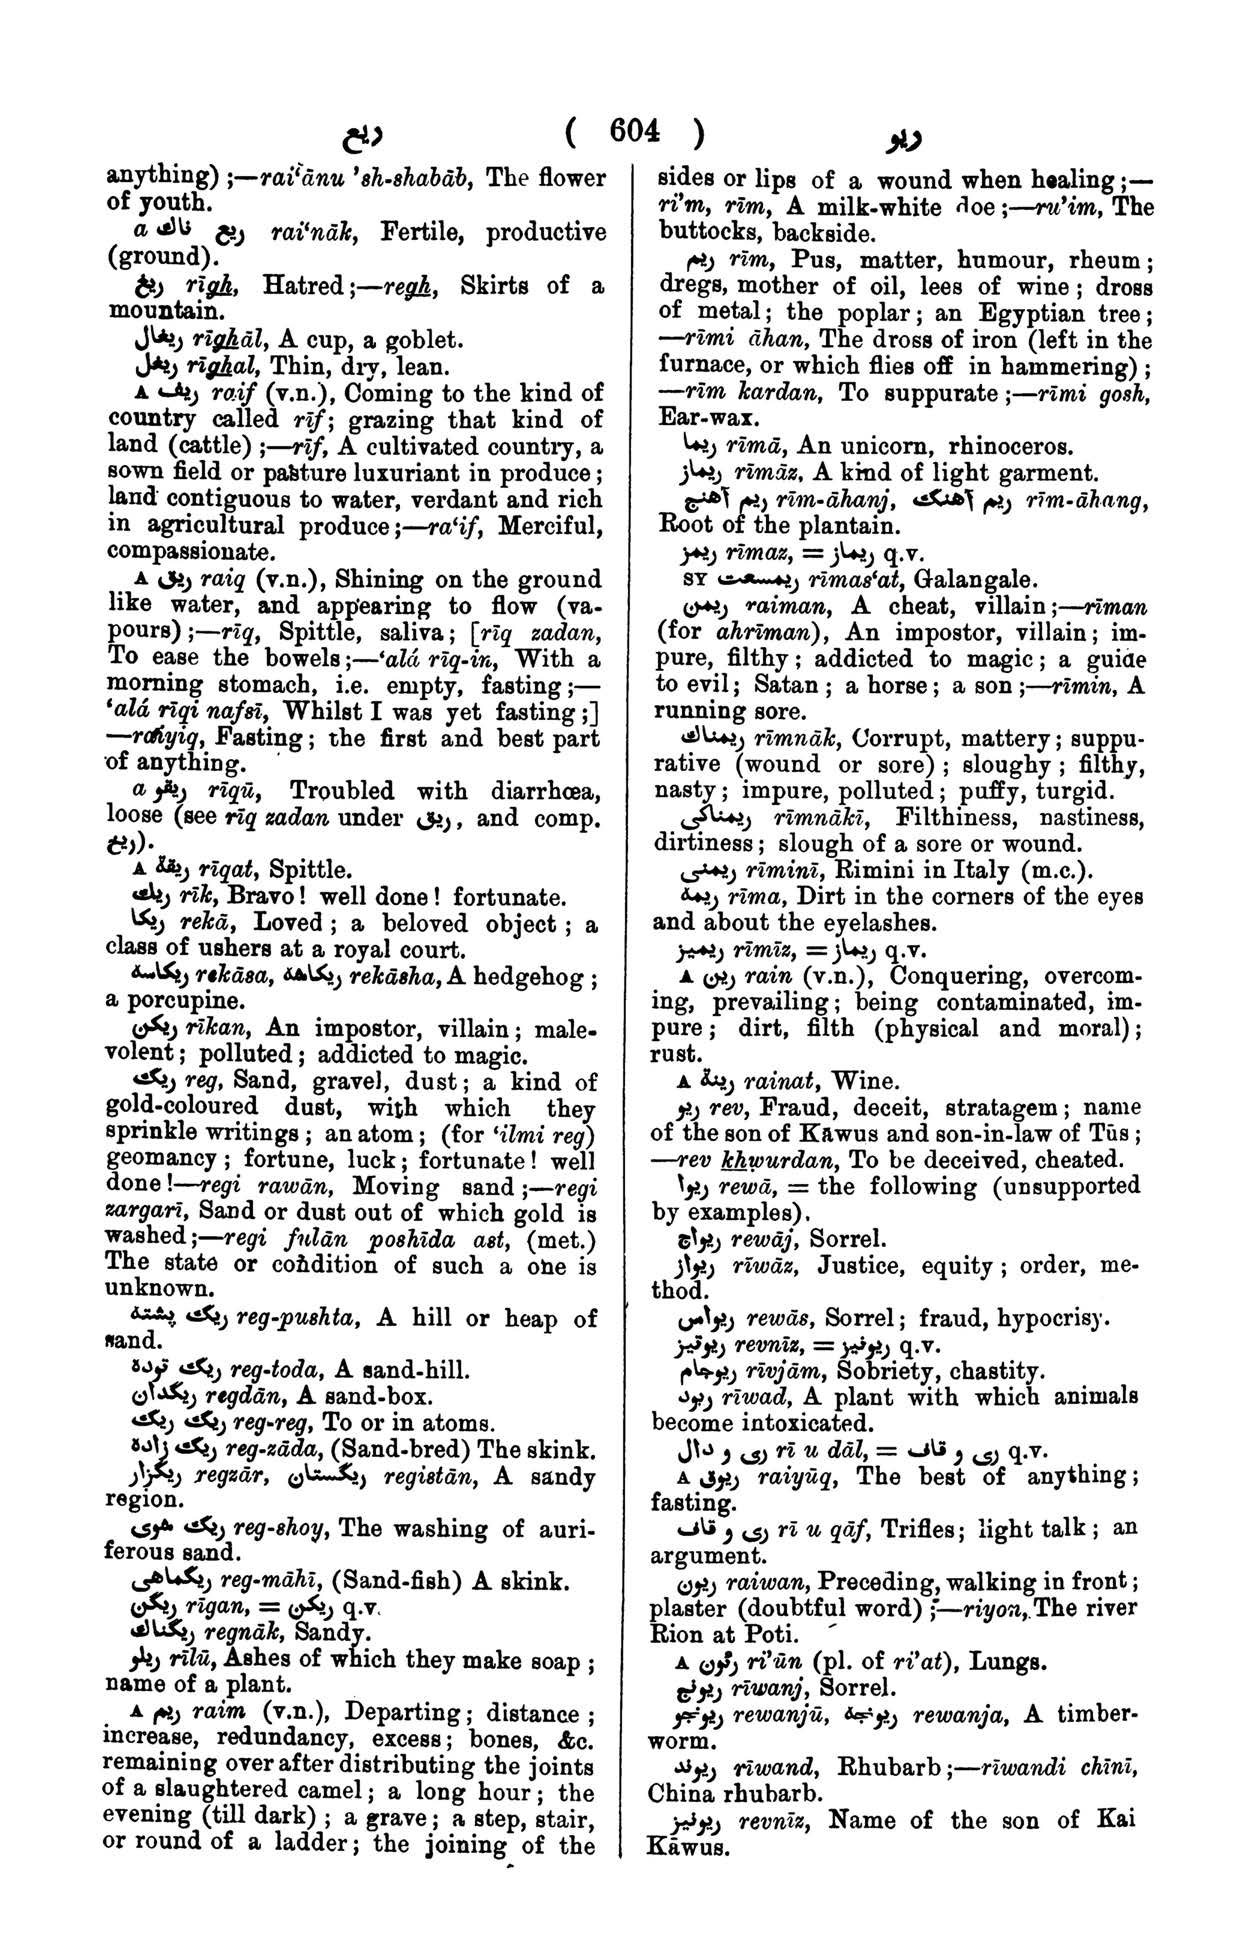 ريع
( 604 )
ريو
anything) ;—rai‘ānu ’sh-shabāb, The flower
of youth.
a ريع ناك rai‘nāk, Fertile, productive
(ground).
ريغ rīgh, Hatred ;—regh, Skirts of a
mountain.
ريغال rīghāl, A cup, a goblet.
ريغل rīghal, Thin, dry, lean.
A ريف raif (v.n.), Coming to the kind of
country called rīf; grazing that kind of
land (cattle) ;—rīf, A cultivated country, a
sown field or pasture luxuriant in produce ;
land contiguous to water, verdant and rich
in agricultural produce ;—ra‘if, Merciful,
compassionate.
A ريق raiq (v.n.), Shining on the ground
like water, and appearing to flow (va-
pours) ;—rīq, Spittle, saliva ; [rīq zadan,
To ease the bowels ;—‘alá rīq-in, With a
morning stomach, i.e. empty, fasting ;—
‘alá rīqi nafsī, Whilst I was yet fasting ;]
—raiyiq, Fasting ; the first and best part
of anything.
a ريقو rīqū, Troubled with diarrhœa,
loose (see rīq zadan under ريق, and comp.
ريع).
A ريقة rīqat, Spittle.
ريك rīk, Bravo! well done! fortunate.
ريكا rekā, Loved ; a beloved object ; a
class of ushers at a royal court.
ريكاسه rekāsa, ريكاشه rekāsha, A hedgehog ;
a porcupine.
ريكن rīkan, An impostor, villain ; male-
volent ; polluted ; addicted to magic.
ريگ reg, Sand, gravel, dust ; a kind of
gold-coloured dust, with which they
sprinkle writings ; an atom ; (for ‘ilmi reg)
geomancy ; fortune, luck ; fortunate! well
done!—regi rawān, Moving sand ;—regi
zargarī, Sand or dust out of which gold is
washed ;—regi fulān poshīda ast, (met.)
The state or condition of such a one is
unknown.
ريگ پشته reg-pushta, A hill or heap of
sand.
ريگ توده reg-toda, A sand-hill.
ريگدان regdān, A sand-box.
ريگ ريگ reg-reg, To or in atoms.
ريگ زاده reg-zāda, (Sand-bred) The skink.
ريگزار regzār, ريگستان registān, A sandy
region.
ريگ شوى reg-shoy, The washing of auri-
ferous sand.
ريگماهى reg-māhī, (Sand-fish) A skink.
ريگن rīgan, = ريكن q.v.
ريگناك regnāk, Sandy.
ريلو rīlū, Ashes of which they make soap ;
name of a plant.
A ريم raim (v.n.), Departing ; distance ;
increase, redundancy, excess ; bones, &c.
remaining over after distributing the joints
of a slaughtered camel ; a long hour ; the
evening (till dark) ; a grave ; a step, stair,
or round of a ladder ; the joining of the
sides or lips of a wound when healing ;—
ri’m, rīm, A milk-white doe ;—ru’im, The
buttocks, backside.
ريم rīm, Pus, matter, humour, rheum ;
dregs, mother of oil, lees of wine ; dross
of metal ; the poplar ; an Egyptian tree ;
—rīmi āhan, The dross of iron (left in the
furnace, or which flies off in hammering) ;
—rīm kardan, To suppurate ;—rīmi gosh,
Ear-wax.
ريما rīmā, An unicorn, rhinoceros.
ريماز rīmāz, A kind of light garment.
ريم آهنج rīm-āhanj, ريم آهنگ rīm-āhang,
Root of the plantain.
ريمز rīmaz, = ريماز q.v.
SY ريمسعت rīmas‘at, Galangale.
ريمن raiman, A cheat, villain ;—rīman
(for ahrīman), An impostor, villain ; im-
pure, filthy ; addicted to magic ; a guide
to evil ; Satan ; a horse ; a son ;—rīmin, A
running sore.
ريمناك rīmnāk, Corrupt, mattery ; suppu-
rative (wound or sore) ; sloughy ; filthy,
nasty ; impure, polluted ; puffy, turgid.
ريمناكى rīmnākī, Filthiness, nastiness,
dirtiness ; slough of a sore or wound.
ريمنى rīminī, Rimini in Italy (m.c.).
ريمه rīma, Dirt in the corners of the eyes
and about the eyelashes.
ريميز rīmīz, = ريماز q.v.
A رين rain (v.n.), Conquering, overcom-
ing, prevailing ; being contaminated, im-
pure ; dirt, filth (physical and moral) ;
rust.
A رينة rainat, Wine.
ريو rev, Fraud, deceit, stratagem ; name
of the son of Kāwus and son-in-law of Tūs ;
—rev khẉurdan, To be deceived, cheated.
ريوا rewā, = the following (unsupported
by examples).
ريواج rewāj, Sorrel.
ريواز rīwāz, Justice, equity ; order, me-
thod.
ريواس rewās, Sorrel ; fraud, hypocrisy.
ريوتيز revnīz, = ريونيز q.v.
ريوجام rīvjām, Sobriety, chastity.
ريود rīwad, A plant with which animals
become intoxicated.
رى و دال rī u dāl, = رى و قاف q.v.
A ريوق raiyūq, The best of anything ;
fasting.
رى و قاف rī u qāf, Trifles ; light talk ; an
argument.
ريون raiwan, Preceding, walking in front ;
plaster (doubtful word) ;—riyon, The river
Rion at Poti.
A رئون ri’ūn (pl. of ri’at), Lungs.
ريونج rīwanj, Sorrel.
ريونجو rewanjū, ريونجه rewanja, A timber-
worm.
ريوند rīwand, Rhubarb ;—rīwandi chīnī,
China rhubarb.
ريونيز revnīz, Name of the son of Kai
Kāwus.